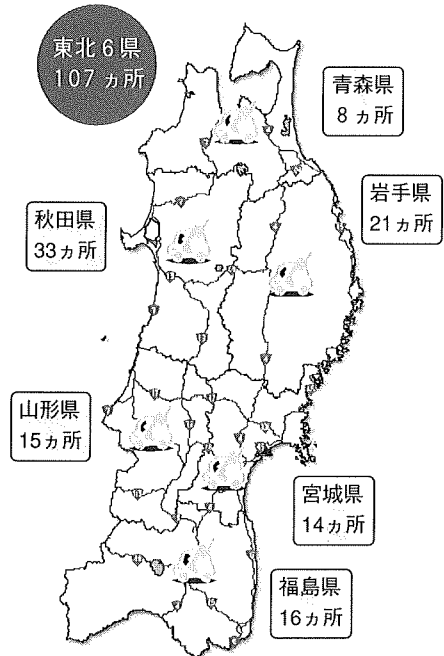 東北6県
107ヵ所
青森県
8ヵ所
岩手県
21ヵ所
秋田県
33ヵ所
山形県
15ヵ所
宮城県
14ヵ所
福島県
16ヵ所